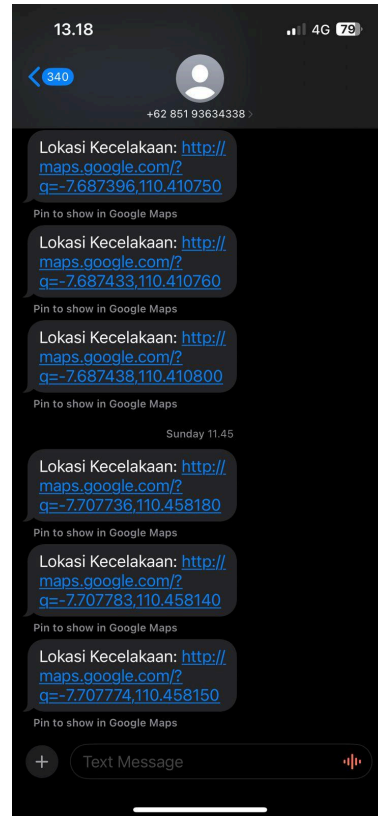 13.18
4G 79
340
+62 851 93634338
Lokasi Kecelakaan: http://
maps.google.com/?
q=-7.687396,110.410750
Pin to show in Google Maps
Lokasi Kecelakaan: http://
maps.google.com/?
q=-7.687433,110.410760
Pin to show in Google Maps
Lokasi Kecelakaan: http://
maps.google.com/?
q=-7.687438,110.410800
Pin to show in Google Maps
Sunday 11.45
Lokasi Kecelakaan: http://
maps.google.com/?
q=-7.707736,110.458180
Pin to show in Google Maps
Lokasi Kecelakaan: http://
maps.google.com/?
q=-7.707783,110.458140
Pin to show in Google Maps
Lokasi Kecelakaan: http://
maps.google.com/?
q=-7.707774,110.458150
Pin to show in Google Maps
Text Message